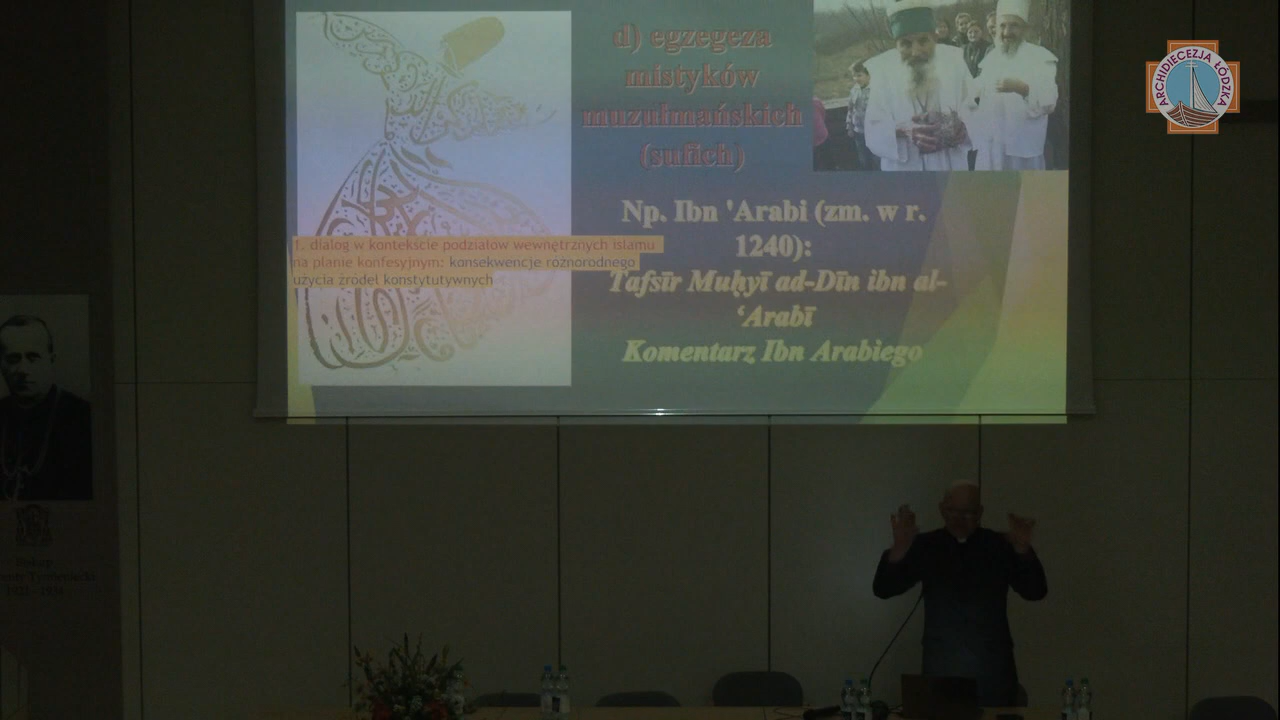 d) egzegeza
mistyków
muzułmańskich
(sufich)
Np. Ibn 'Arabi (zm. w r.
1240):
Tafsīr Muḥyī ad-Dīn ibn al-
‘Arabī
Komentarz Ibn Arabiego
1. dialog w kontekście podziałów wewnętrznych islamu
na planie konfesyjnym: konsekwencje różnorodnego
użycia źródeł konstytutywnych
ARCHIDIECEZJA ŁÓDZKA